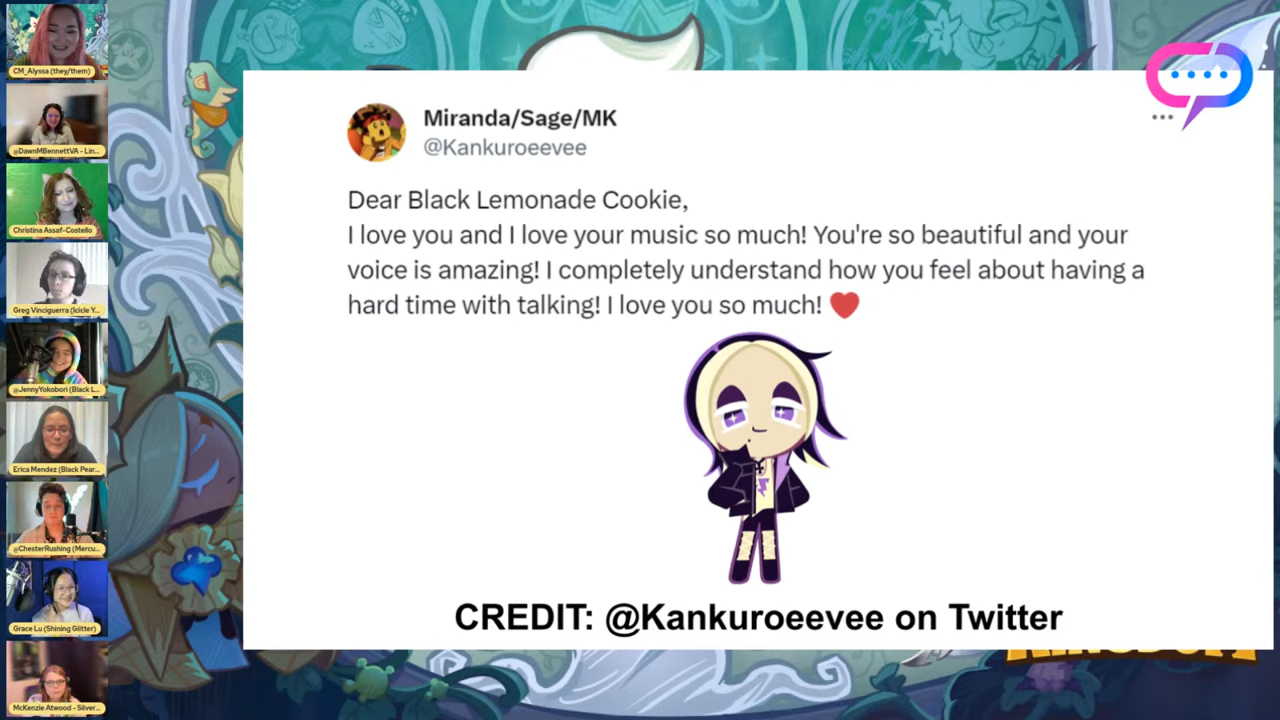 CM_Alyssa (they/them)
@DawnMBennettVA - Lin...
Christina Assaf-Costello
Greg Vinciguerra (Icicle Y...
@JennyYokobori (Black L...
Erica Mendez (Black Pear...
@ChesterRushing (Mercu...
Grace Lu (Shining Glitter)
McKenzie Atwood - Silver...
Miranda/Sage/MK
@Kankuroeevee
Dear Black Lemonade Cookie,
I love you and I love your music so much! You're so beautiful and your
voice is amazing! I completely understand how you feel about having a
hard time with talking! I love you so much! ❤️
CREDIT: @Kankuroeevee on Twitter